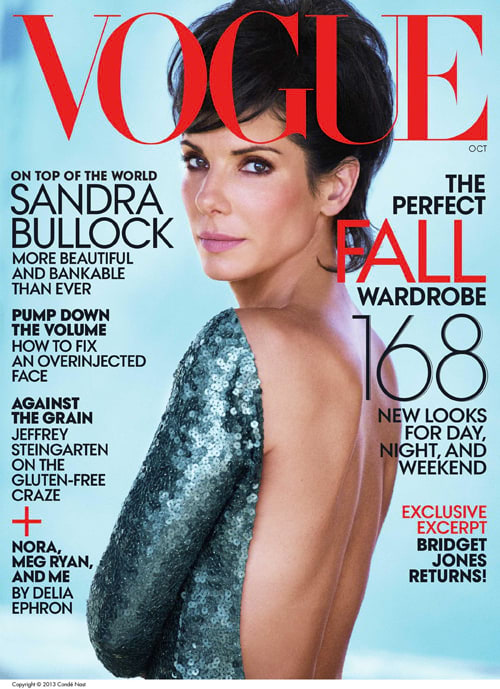 VOGUE
OCT
ON TOP OF THE WORLD
SANDRA
BULLOCK
MORE BEAUTIFUL
AND BANKABLE
THAN EVER
PUMP DOWN
THE VOLUME
HOW TO FIX
AN OVERINJECTED
FACE
AGAINST
THE GRAIN
JEFFREY
STEINGARTEN
ON THE
GLUTEN-FREE
CRAZE
+
NORA,
MEG RYAN,
AND ME
BY DELIA
EPHRON
THE
PERFECT
FALL
WARDROBE
168
NEW LOOKS
FOR DAY,
NIGHT, AND
WEEKEND
EXCLUSIVE
EXCERPT
BRIDGET
JONES
RETURNS!
Copyright © 2013 Condé Nast